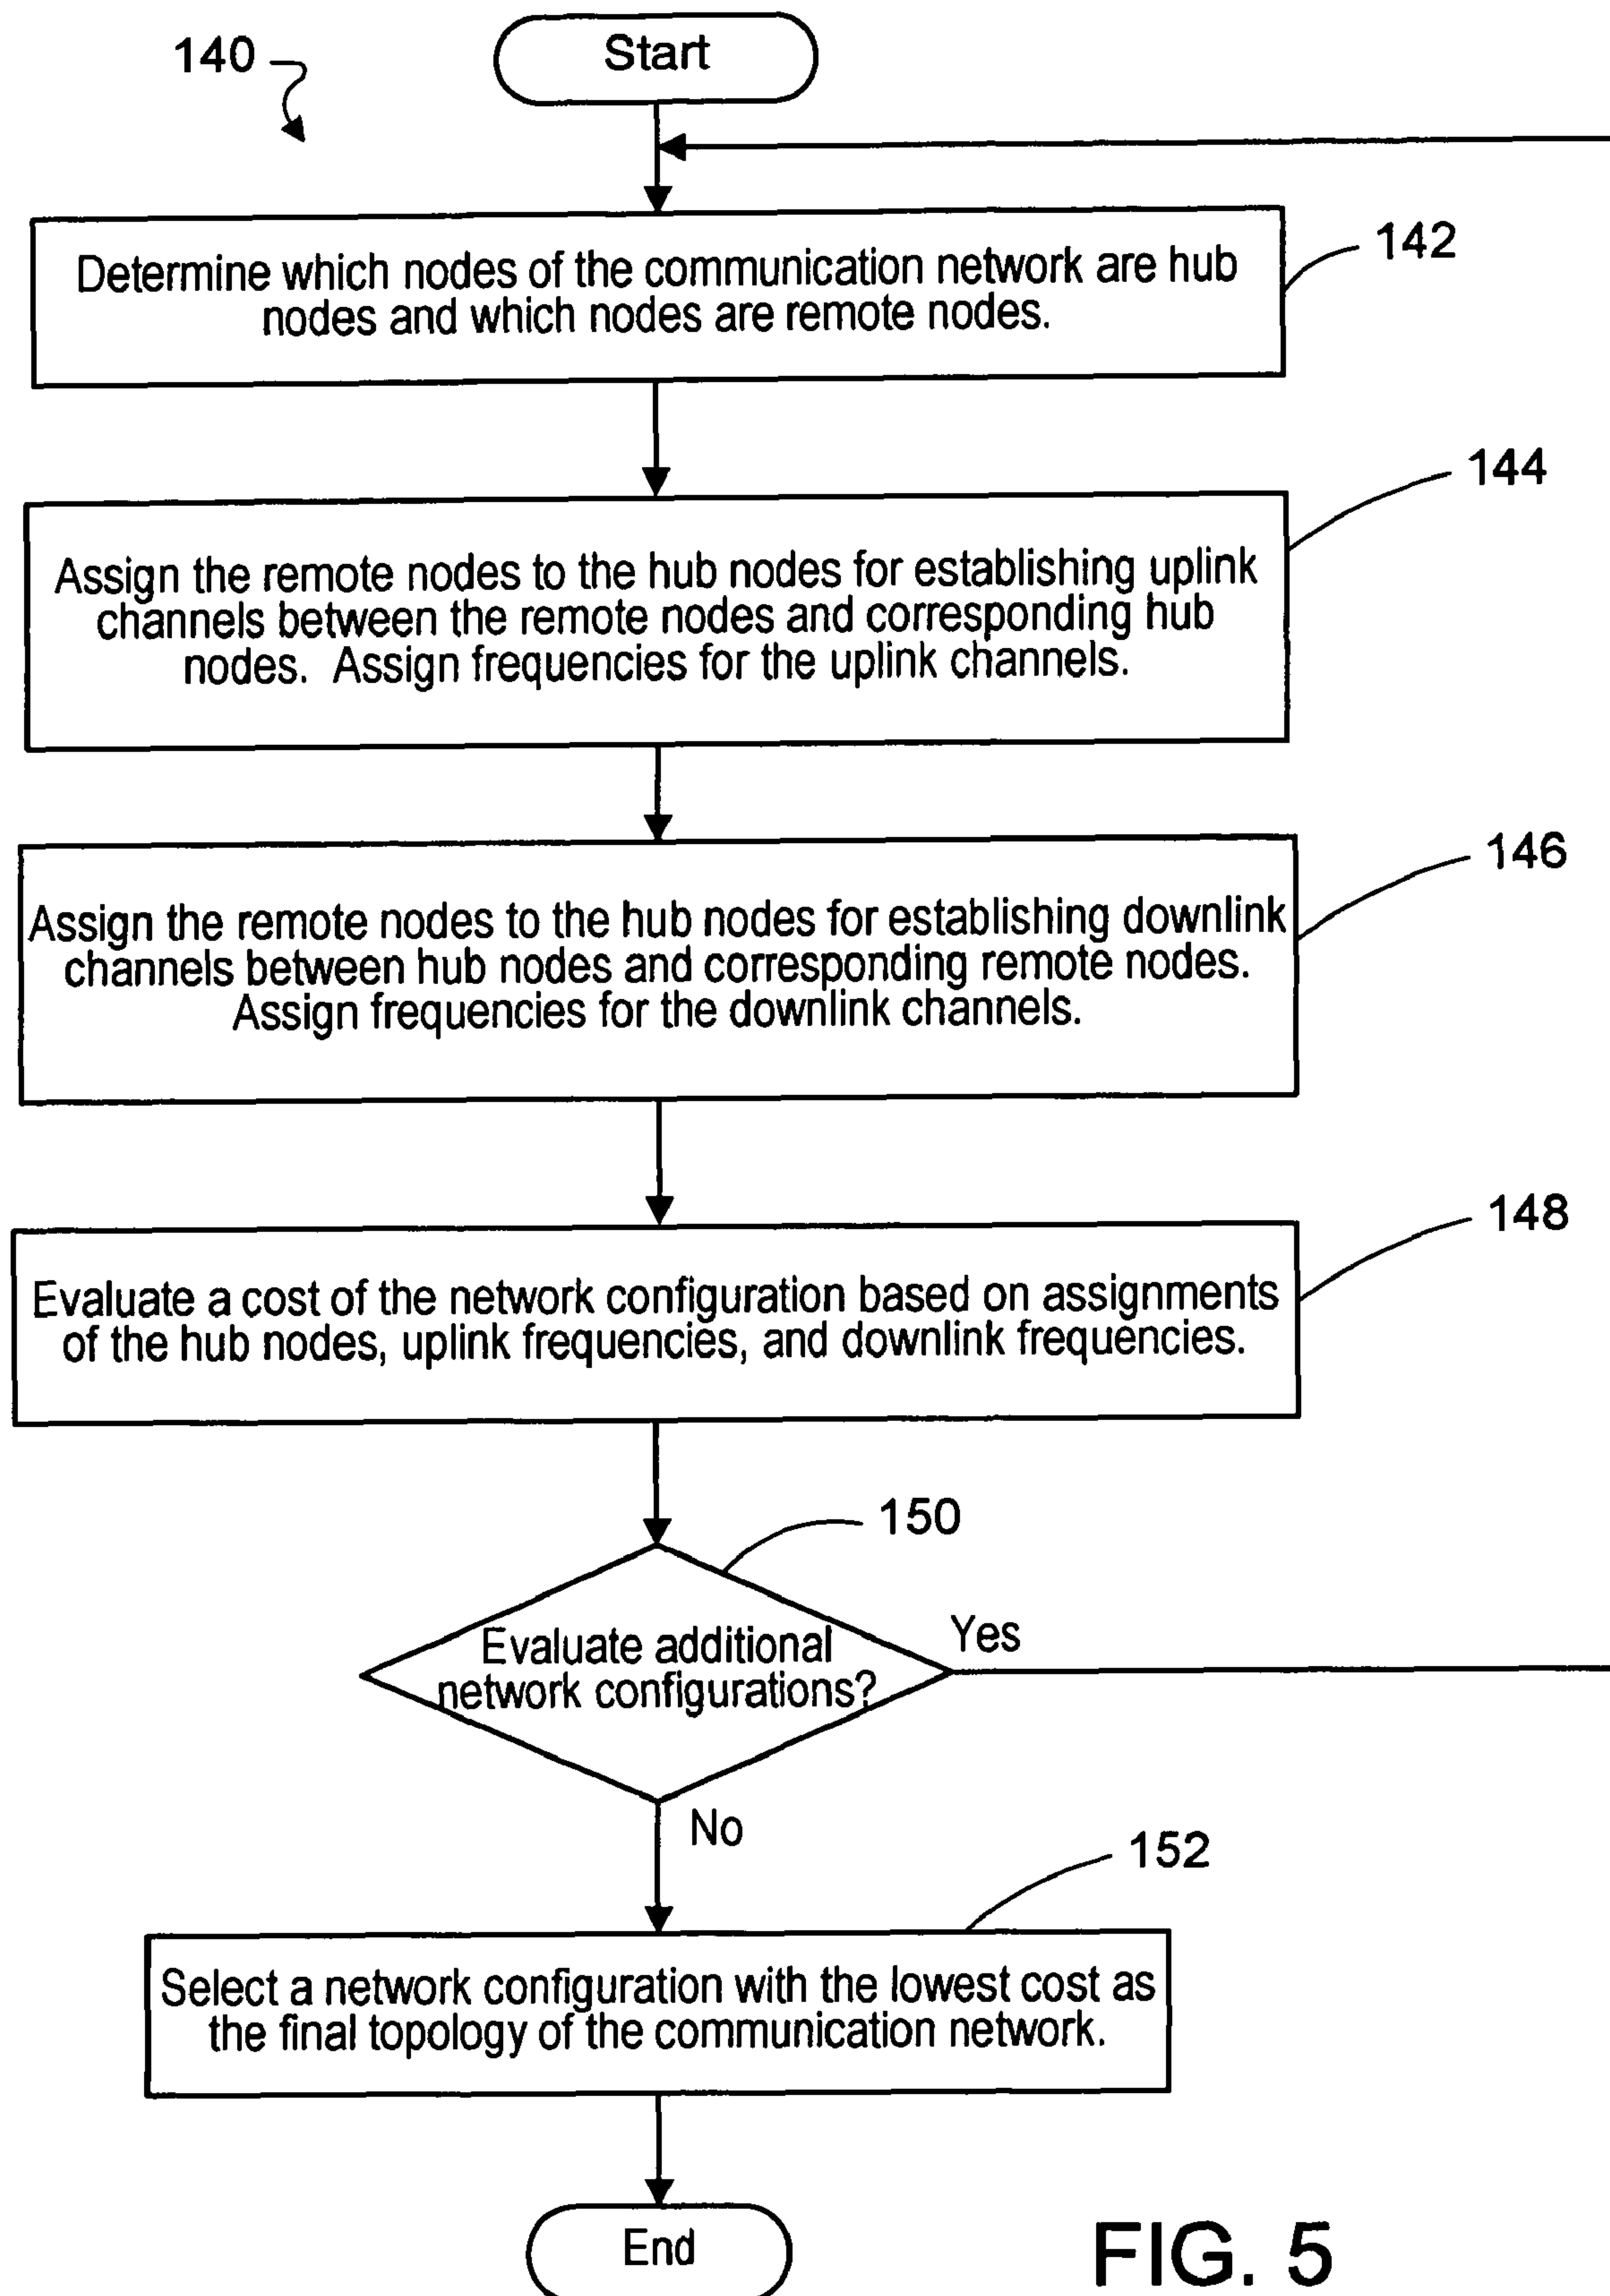 140
Start
Determine which nodes of the communication network are hub
nodes and which nodes are remote nodes.
142
144
Assign the remote nodes to the hub nodes for establishing uplink
channels between the remote nodes and corresponding hub
nodes. Assign frequencies for the uplink channels.
146
Assign the remote nodes to the hub nodes for establishing downlink
channels between hub nodes and corresponding remote nodes.
Assign frequencies for the downlink channels.
148
Evaluate a cost of the network configuration based on assignments
of the hub nodes, uplink frequencies, and downlink frequencies.
150
Evaluate additional
network configurations?
Yes
No
152
Select a network configuration with the lowest cost as
the final topology of the communication network.
End
FIG. 5